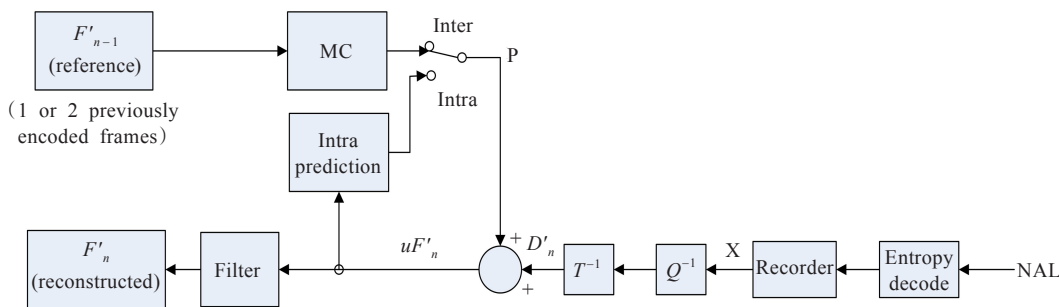 F′n−1
(reference)
(1 or 2 previously
encoded frames)
MC
Inter
P
Intra
Intra
prediction
F′n
(reconstructed)
Filter
uF′n
+
+
D′n
T−1
Q−1
X
Recorder
Entropy
decode
NAL